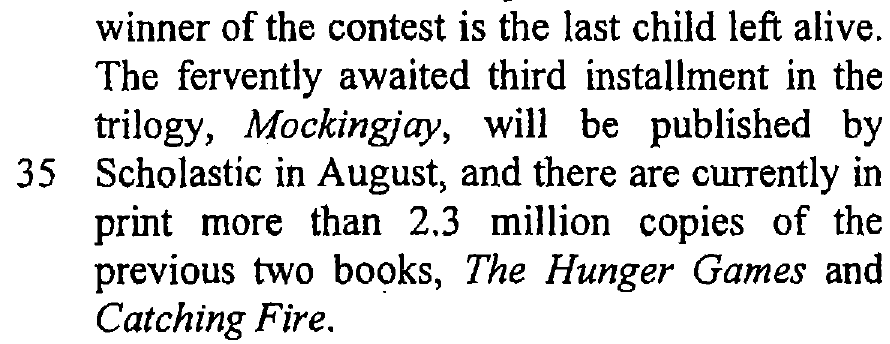 winner of the contest is the last child left alive.
The fervently awaited third installment in the
trilogy, Mockingjay, will be published by
35 Scholastic in August, and there are currently in
print more than 2.3 million copies of the
previous two books, The Hunger Games and
Catching Fire.